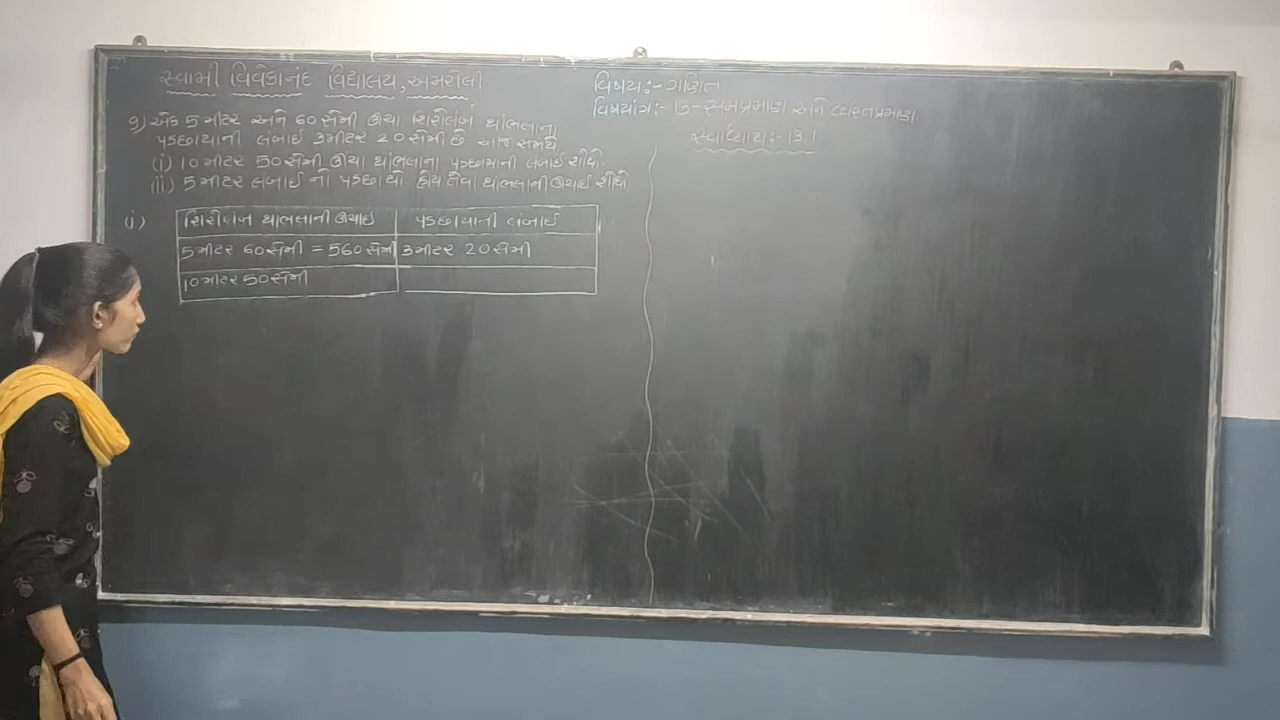 સ્વામી વિવેકાનંદ વિદ્યાલય, અમરોલી
વિષય:- ગણિત
વિષયાંગ:- 13 - સમપ્રમાણ અને વ્યસ્તપ્રમાણ
સ્વાધ્યાય:- 13.1
9) એક 5 મીટર અને 60 સેમી ઊંચા શિરોલંબ થાંભલાના
પડછાયાની લંબાઈ 3 મીટર 20 સેમી છે આજ સમયે
(i) 10 મીટર 50 સેમી ઊંચા થાંભલાના પડછાયાની લંબાઈ શોધો.
(ii) 5 મીટર લંબાઈ નો પડછાયો હોય તેવા થાંભલાની ઊંચાઈ શોધો
(i) શિરોલંબ થાંભલાની ઊંચાઇ પડછાયાની લંબાઈ
5 મીટર 60 સેમી = 560 સેમી 3 મીટર 20 સેમી
10 મીટર 50 સેમી